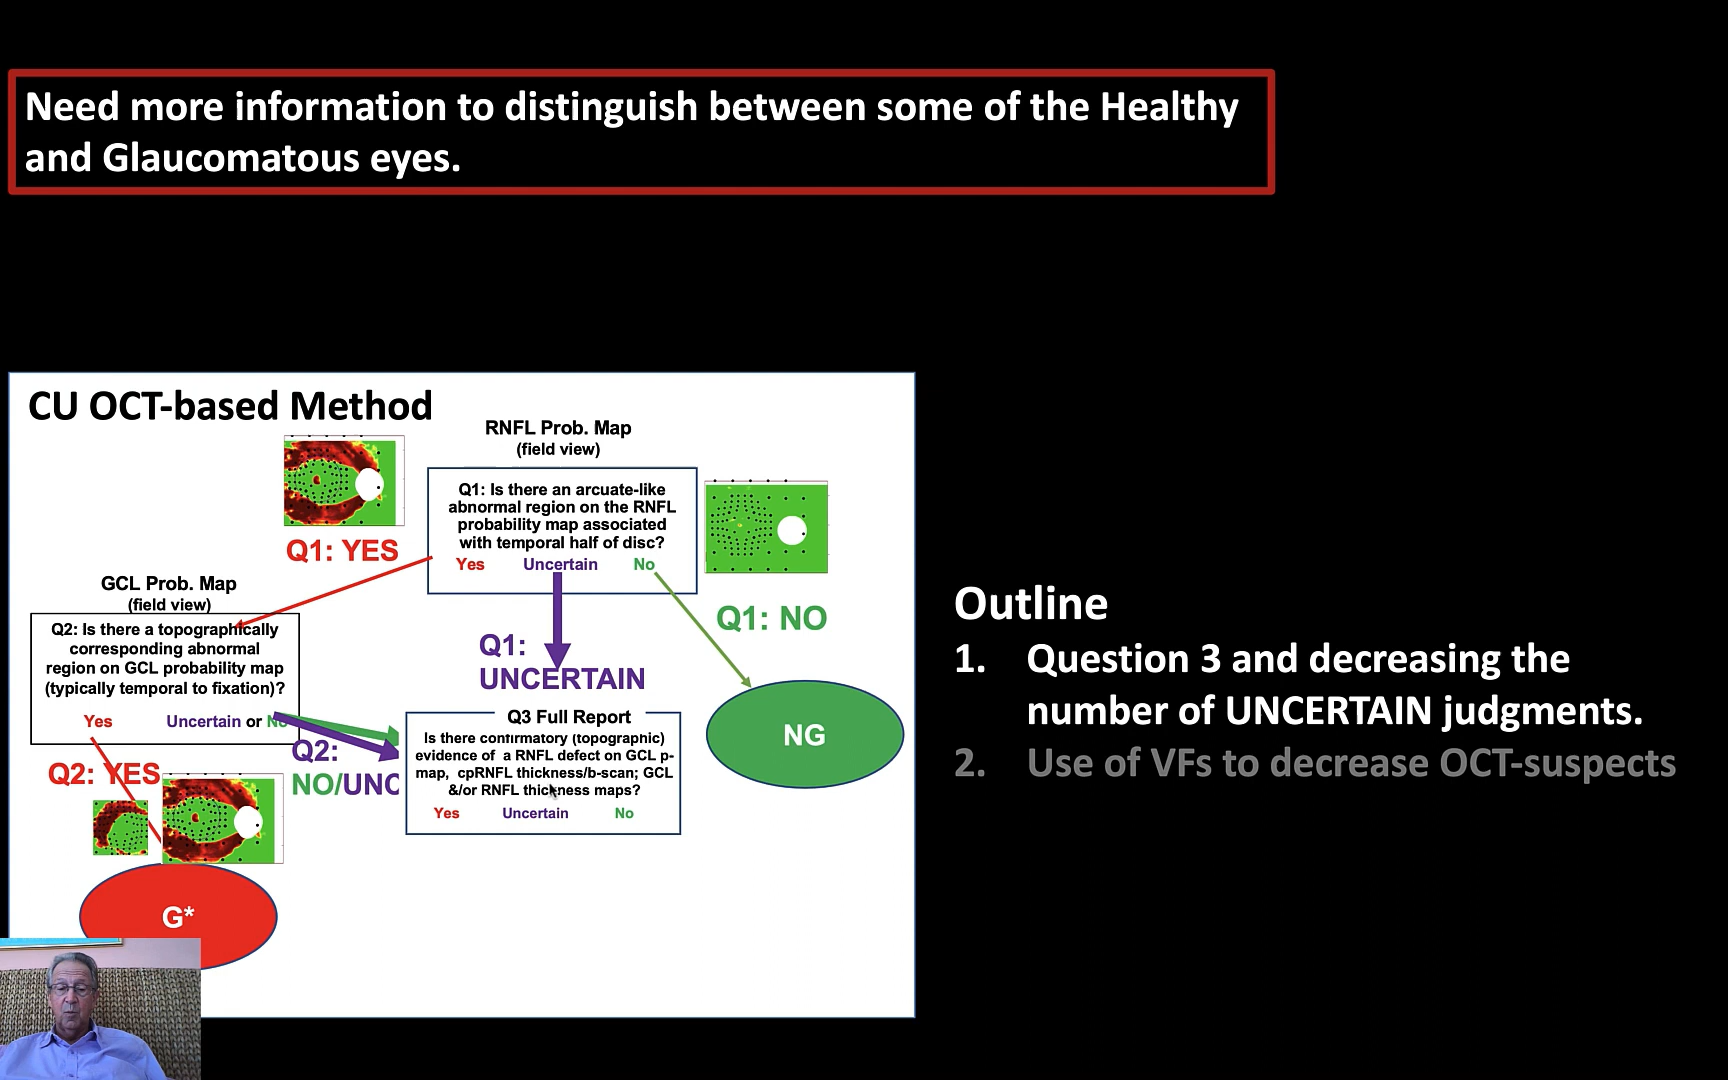 Need more information to distinguish between some of the Healthy
and Glaucomatous eyes.
CU OCT-based Method
RNFL Prob. Map
(field view)
Q1: Is there an arcuate-like
abnormal region on the RNFL
probability map associated
with temporal half of disc?
Yes Uncertain No
Q1: YES
Q1: NO
GCL Prob. Map
(field view)
Q2: Is there a topographically
corresponding abnormal
region on GCL probability map
(typically temporal to fixation)?
Yes Uncertain or No
Q1:
UNCERTAIN
Q2: YES
Q2:
NO/UNC
Q3 Full Report
Is there confirmatory (topographic)
evidence of a RNFL defect on GCL p-
map, cpRNFL thickness/b-scan; GCL
&/or RNFL thickness maps?
Yes Uncertain No
NG
G*
Outline
1. Question 3 and decreasing the
number of UNCERTAIN judgments.
2. Use of VFs to decrease OCT-suspects